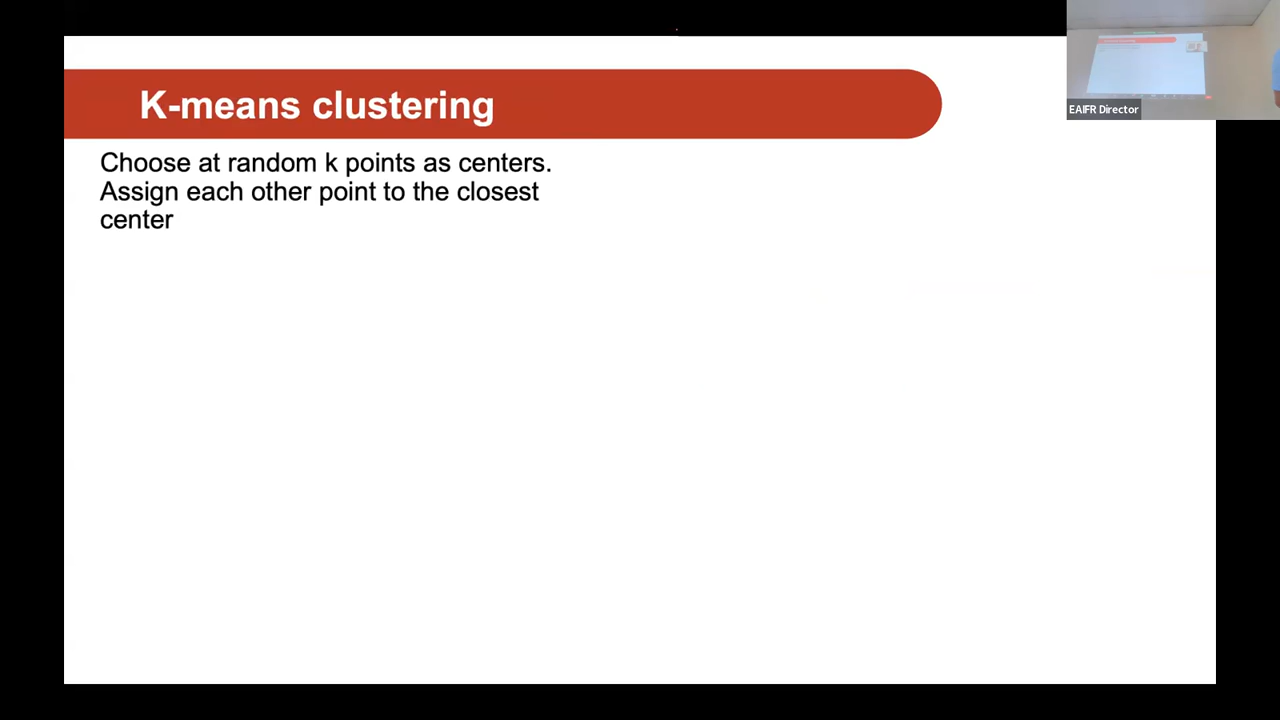 K-means clustering
Choose at random k points as centers.
Assign each other point to the closest
center
EAIFR Director